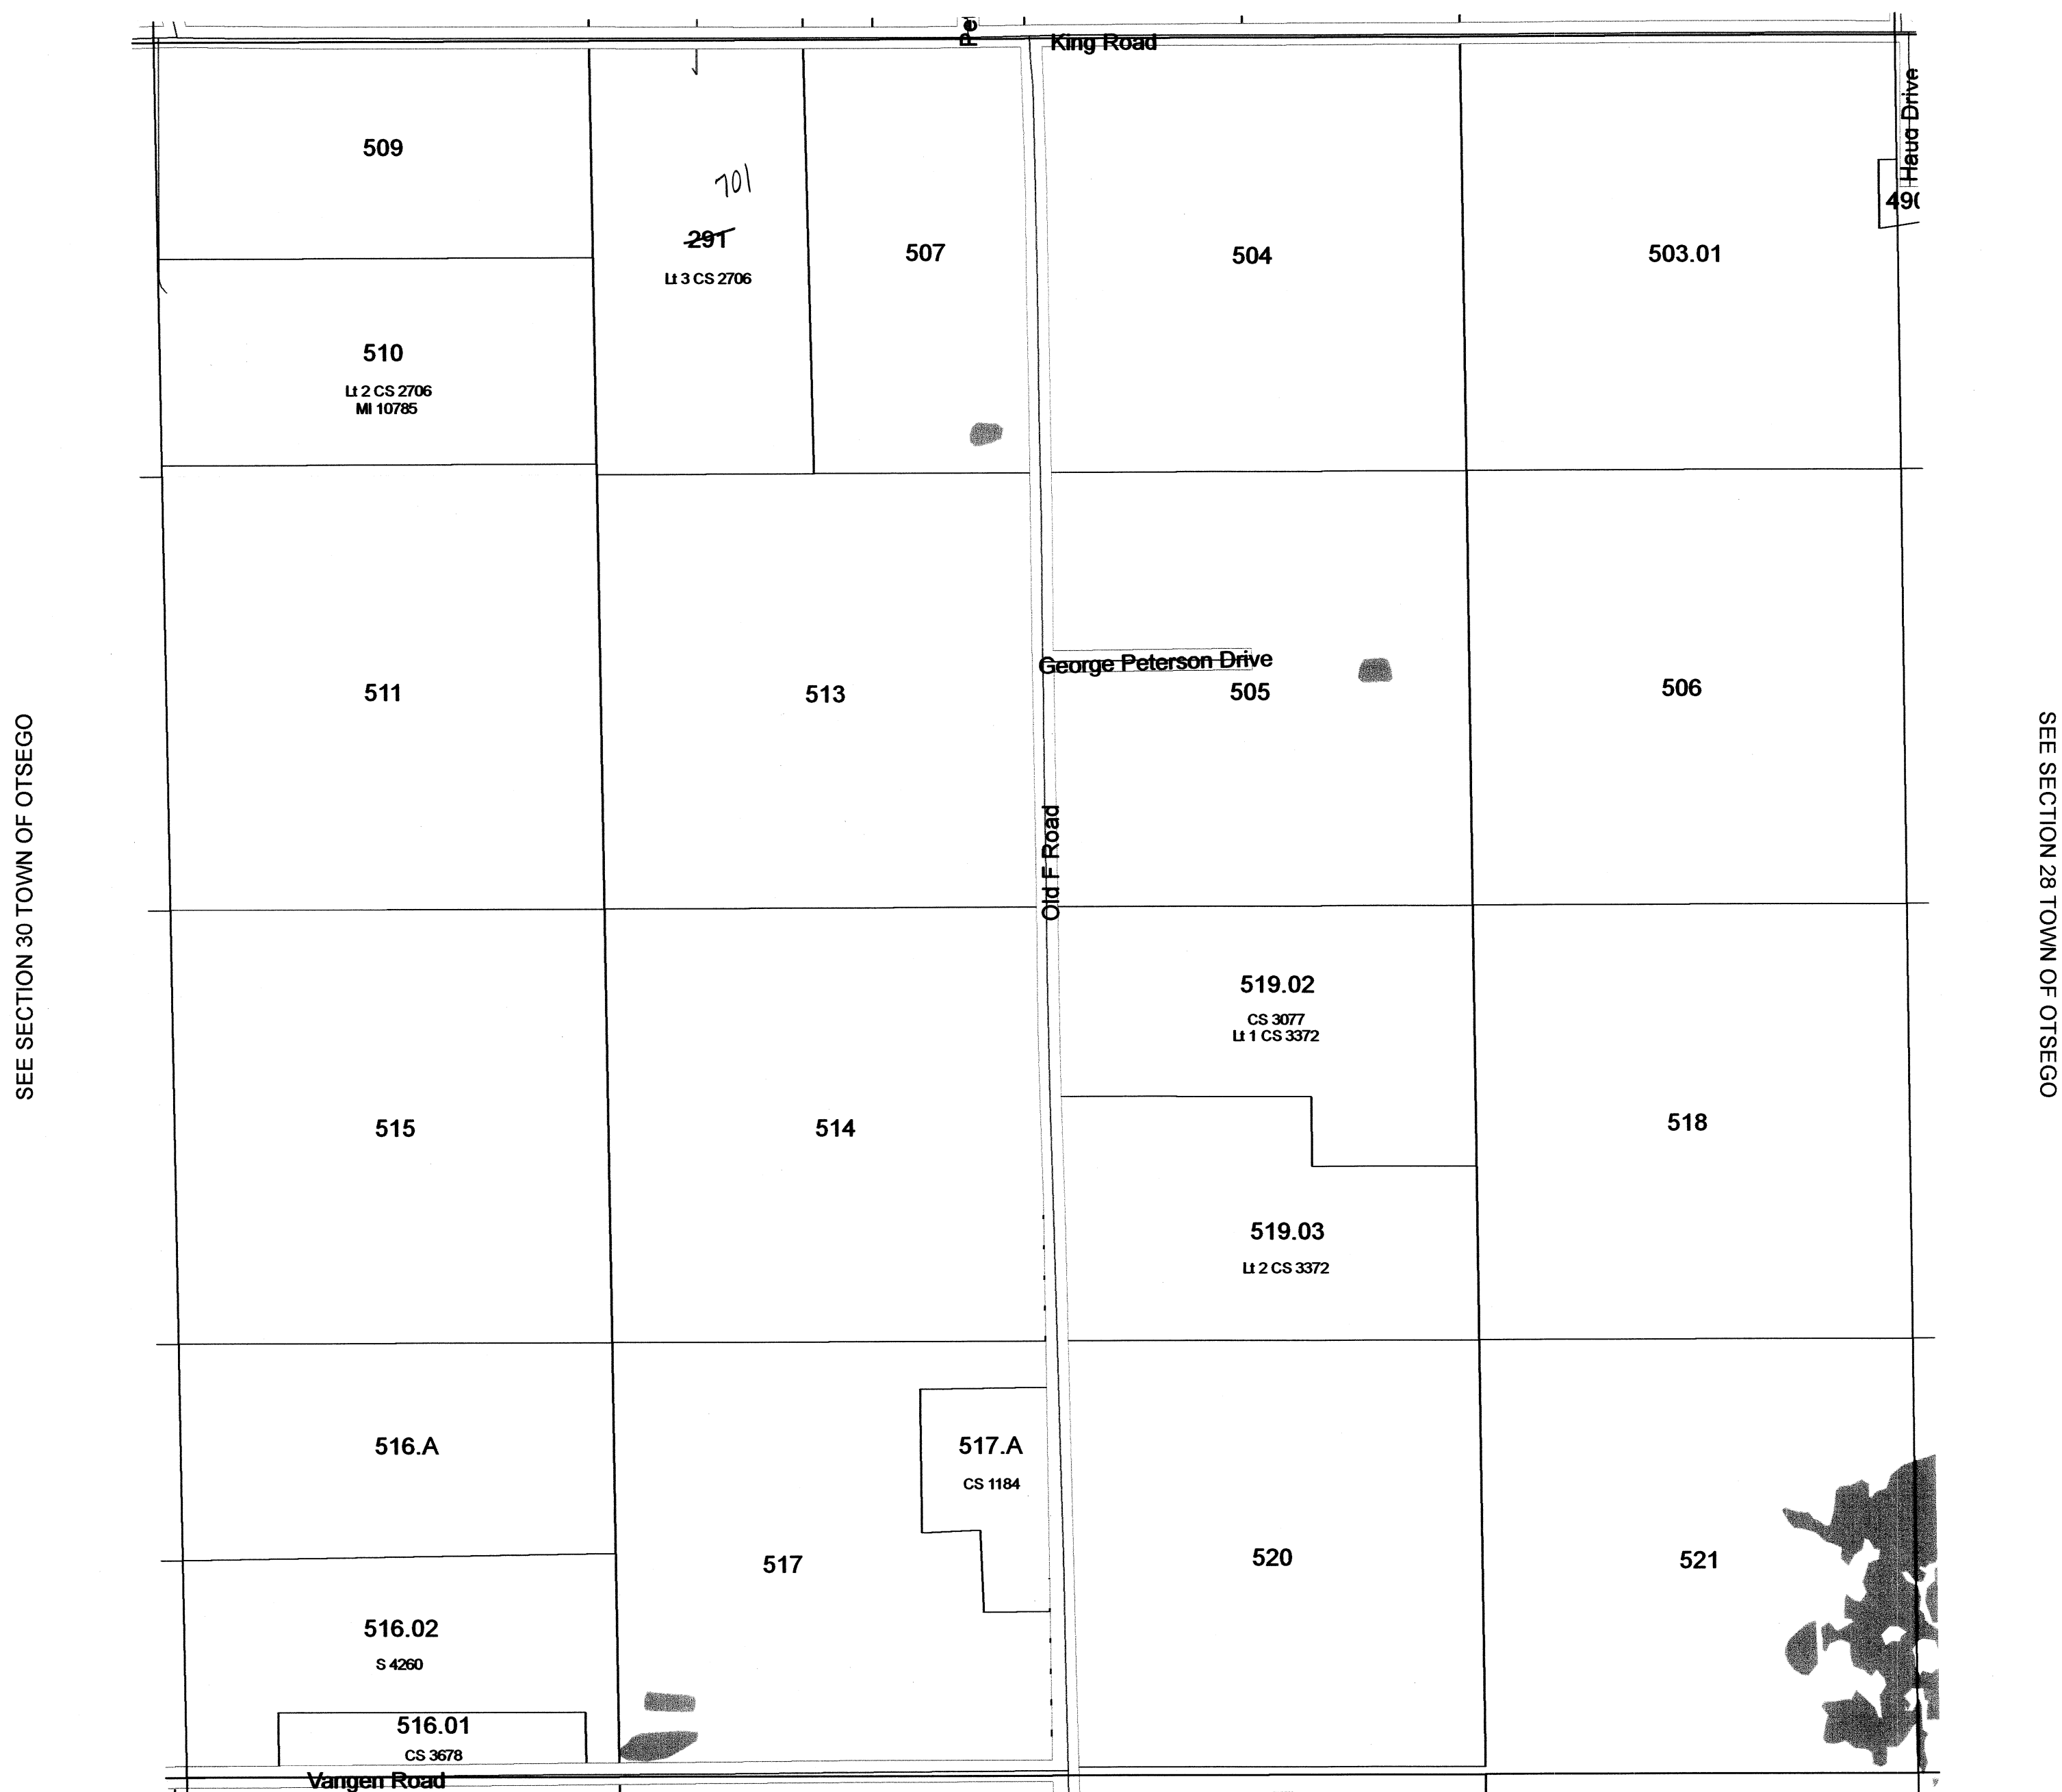 King Road
Haug Drive
509
701
291
Lt 3 CS 2706
507
504
503.01
510
Lt 2 CS 2706
MI 10785
George Peterson Drive
511
513
505
506
SEE SECTION 30 TOWN OF OTSEGO
SEE SECTION 28 TOWN OF OTSEGO
Old F Road
519.02
CS 3077
Lt 1 CS 3372
515
514
518
519.03
Lt 2 CS 3372
516.A
517.A
CS 1184
517
520
521
516.02
S 4260
516.01
CS 3678
Vangen Road